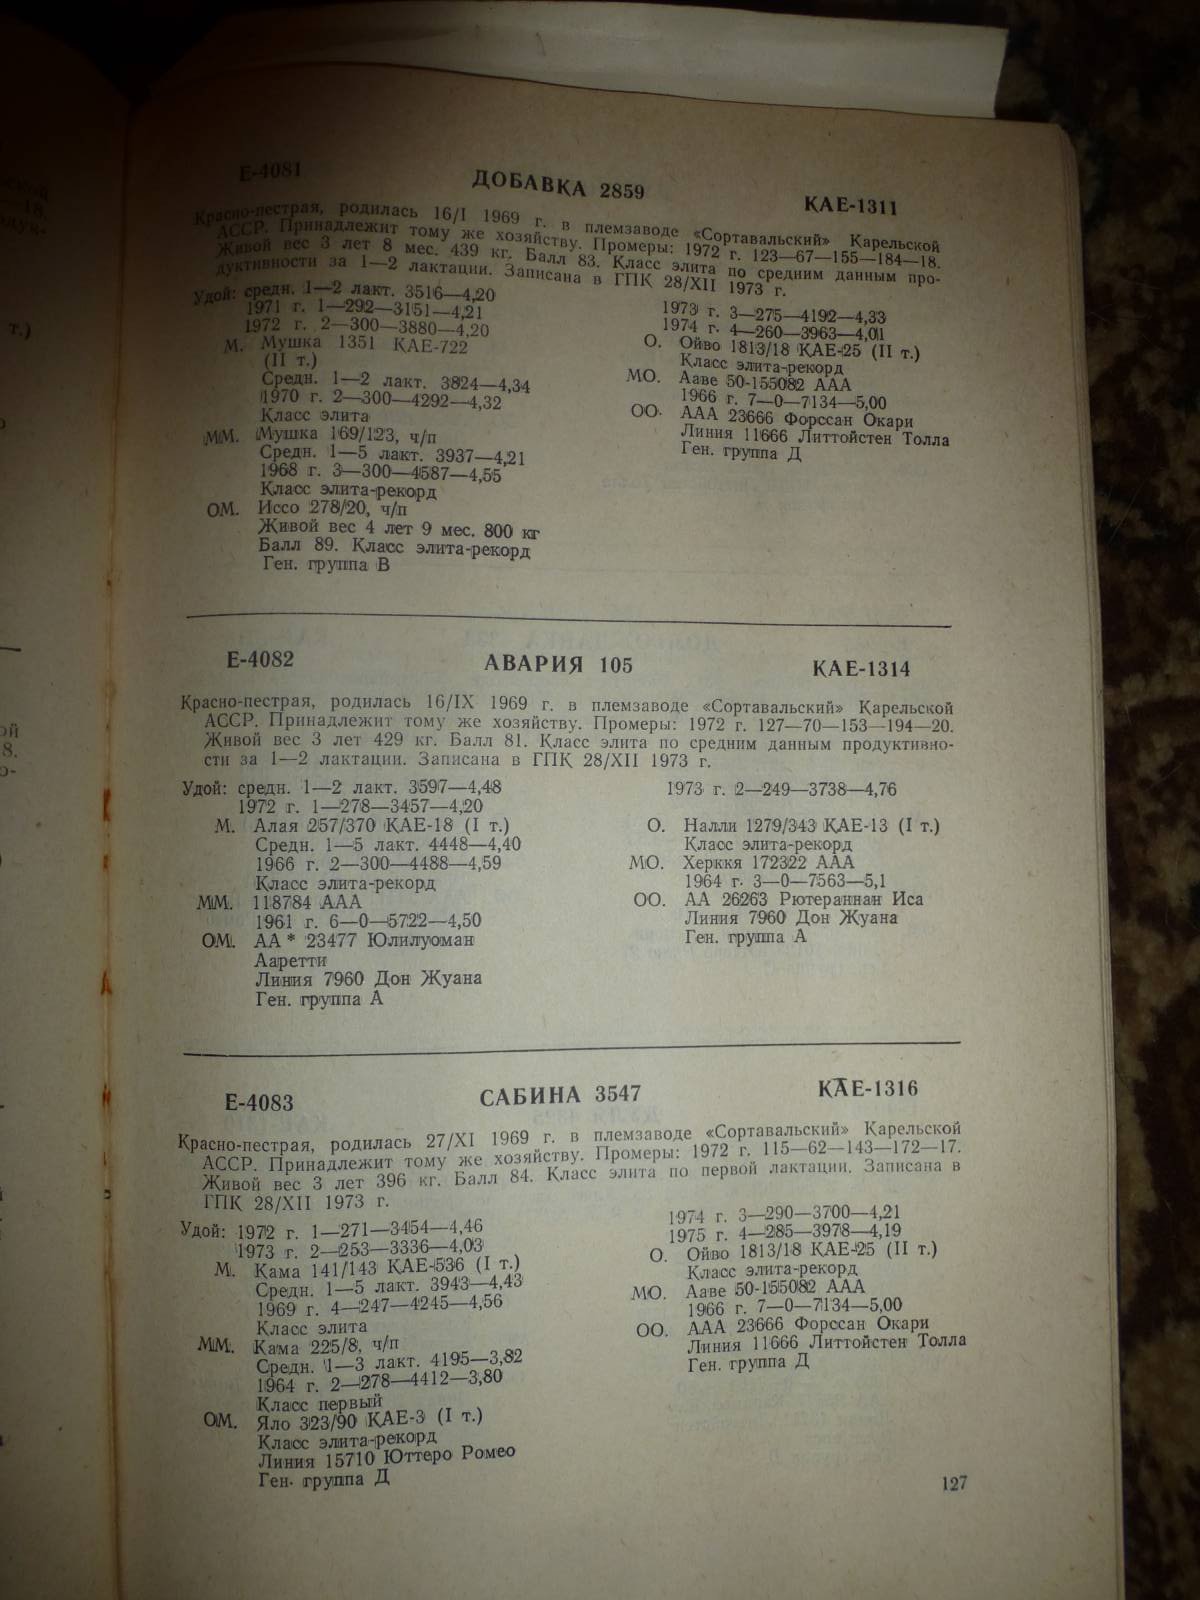 Е-4081 ДОБАВКА 2859 КАЕ-1311
Красно-пестрая, родилась 16/I 1969 г. в племзаводе «Сортавальский» Карельской
АССР. Принадлежит тому же хозяйству. Промеры: 1972 г. 123—67—155—184—18.
Живой вес 3 лет 8 мес. 439 кг. Балл 83. Класс элита по средним данным про-
дуктивности за 1—2 лактации. Записана в ГПК 28/XII 1973 г.
Удой: средн. 1—2 лакт. 3516—4,20
1971 г. 1—292—3151—4,21
1972 г. 2—300—3880—4,20
М. Мушка 1351 КАЕ-722
(II т.)
Средн. 1—2 лакт. 3824—4,34
1970 г. 2—300—4292—4,32
Класс элита
ММ. Мушка 169/123, ч/п
Средн. 1—5 лакт. 3937—4,21
1968 г. 3—300—4587—4,55
Класс элита-рекорд
ОМ. Иссо 278/20, ч/п
Живой вес 4 лет 9 мес. 800 кг
Балл 89. Класс элита-рекорд
Ген. группа В
1973 г. 3—275—4192—4,33
1974 г. 4—260—3963—4,01
О. Ойво 1813/18 КАЕ-25 (II т.)
Класс элита-рекорд
МО. Ааве 50-155082 ААА
1966 г. 7—0—7134—5,00
ОО. ААА 23666 Форссан Окари
Линия 11666 Литтойстен Толла
Ген. группа Д
Е-4082 АВАРИЯ 105 КАЕ-1314
Красно-пестрая, родилась 16/IX 1969 г. в племзаводе «Сортавальский» Карельской
АССР. Принадлежит тому же хозяйству. Промеры: 1972 г. 127—70—153—194—20.
Живой вес 3 лет 429 кг. Балл 81. Класс элита по средним данным продуктивно-
сти за 1—2 лактации. Записана в ГПК 28/XII 1973 г.
Удой: средн. 1—2 лакт. 3597—4,48
1972 г. 1—278—3457—4,20
М. Алая 257/370 КАЕ-18 (I т.)
Средн. 1—5 лакт. 4448—4,40
1966 г. 2—300—4488—4,59
Класс элита-рекорд
ММ. 118784 ААА
1961 г. 6—0—5722—4,50
ОМ. АА * 23477 Юлилуоман
Ааретти
Линия 7960 Дон Жуана
Ген. группа А
1973 г. 2—249—3738—4,76
О. Налли 1279/343 КАЕ-13 (I т.)
Класс элита-рекорд
МО. Херккя 172322 ААА
1964 г. 3—0—7563—5,1
ОО. АА 26263 Рютераннан Иса
Линия 7960 Дон Жуана
Ген. группа А
Е-4083 САБИНА 3547 КАЕ-1316
Красно-пестрая, родилась 27/XI 1969 г. в племзаводе «Сортавальский» Карельской
АССР. Принадлежит тому же хозяйству. Промеры: 1972 г. 115—62—143—172—17.
Живой вес 3 лет 396 кг. Балл 84. Класс элита по первой лактации. Записана в
ГПК 28/XII 1973 г.
Удой: 1972 г. 1—271—3454—4,46
1973 г. 2—253—3336—4,03
М. Кама 141/143 КАЕ-536 (I т.)
Средн. 1—5 лакт. 3943—4,43
1969 г. 4—247—4245—4,56
Класс элита
ММ. Кама 225/8, ч/п
Средн. 1—3 лакт. 4195—3,82
1964 г. 2—278—4412—3,80
Класс первый
ОМ. Яло 323/90 КАЕ-3 (I т.)
Класс элита-рекорд
Линия 15710 Юттеро Ромео
Ген. группа Д
1974 г. 3—290—3700—4,21
1975 г. 4—285—3978—4,19
О. Ойво 1813/18 КАЕ-25 (II т.)
Класс элита-рекорд
МО. Ааве 50-155082 ААА
1966 г. 7—0—7134—5,00
ОО. ААА 23666 Форссан Окари
Линия 11666 Литтойстен Толла
Ген. группа Д
127